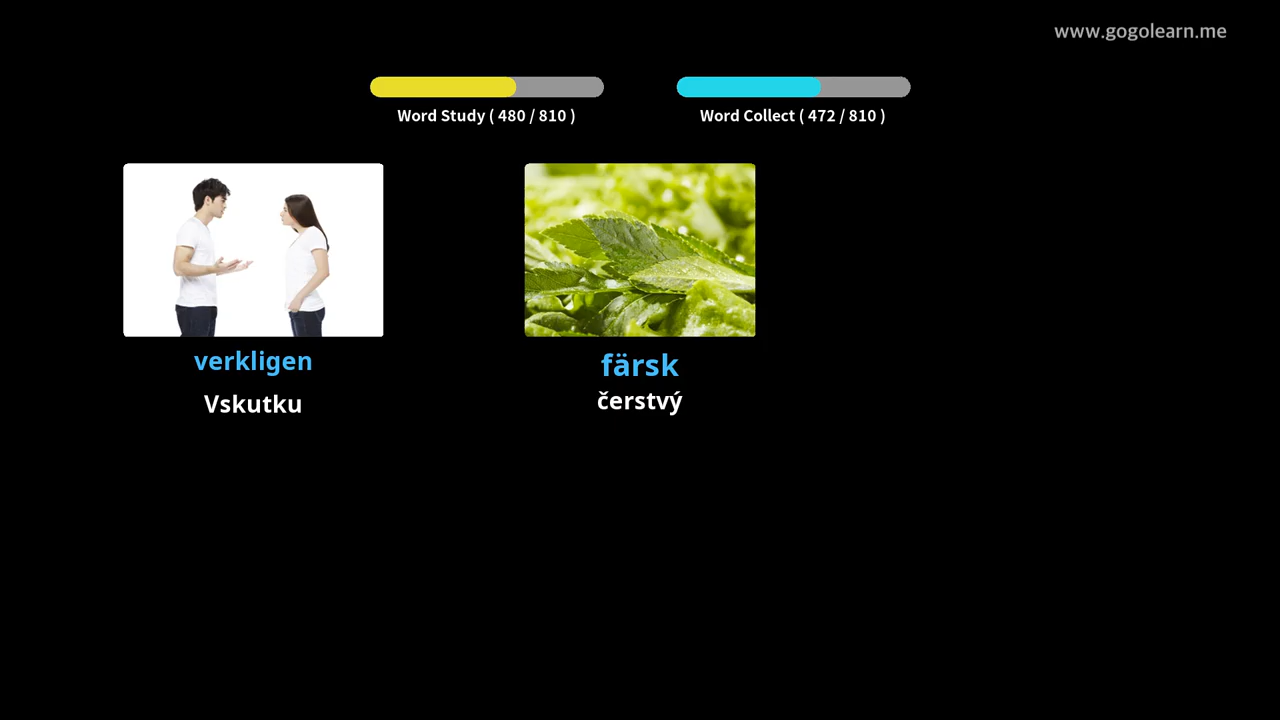 www.gogolearn.me
Word Study ( 480 / 810 )
Word Collect ( 472 / 810 )
verkligen
Vskutku
färsk
čerstvý